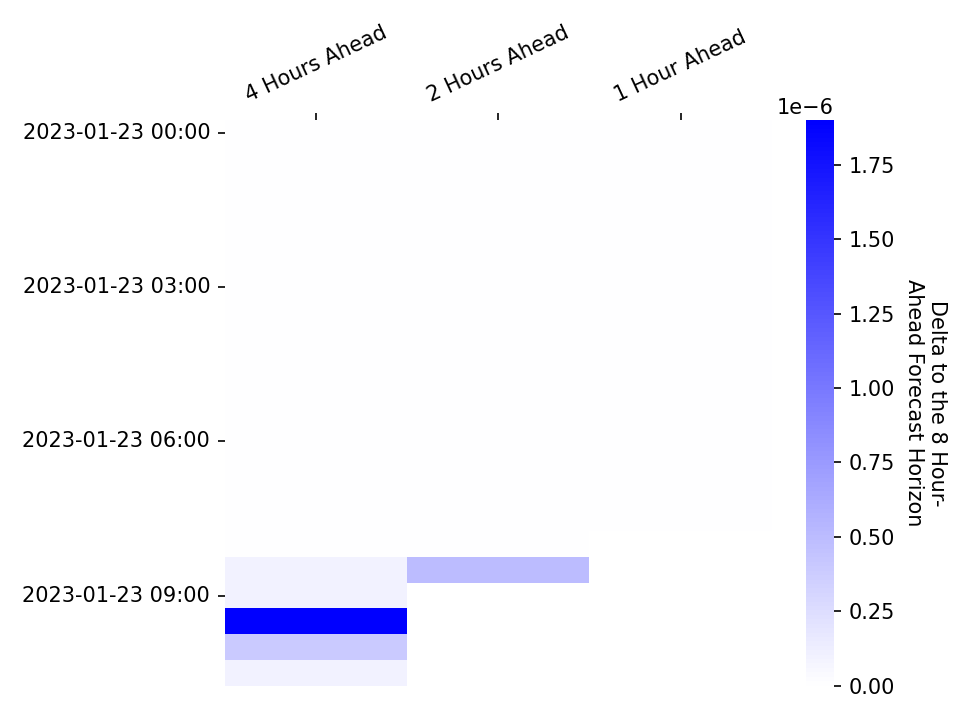 4 Hours Ahead
2 Hours Ahead
1 Hour Ahead
1e−6
2023-01-23 00:00
2023-01-23 03:00
2023-01-23 06:00
2023-01-23 09:00
1.75
1.50
1.25
1.00
0.75
0.50
0.25
0.00
Delta to the 8 Hour-
Ahead Forecast Horizon